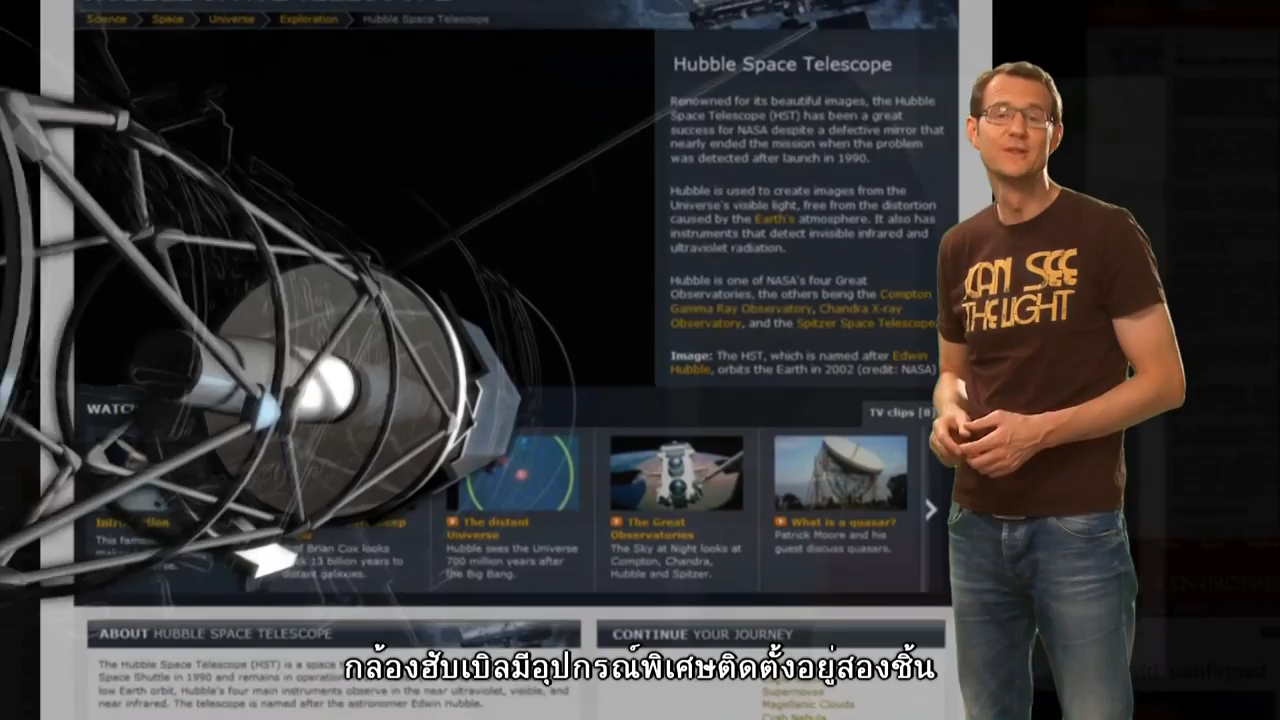 Science
Space
Universe
Exploration
Hubble Space Telescope
Hubble Space Telescope
Renowned for its beautiful images, the Hubble
Space Telescope (HST) has been a great
success for NASA despite a defective mirror that
nearly ended the mission when the problem
was detected after launch in 1990.
Hubble is used to create images from the
Universe's visible light, free from the distortion
caused by the Earth's atmosphere. It also has
instruments that detect invisible infrared and
ultraviolet radiation.
Hubble is one of NASA's four Great
Observatories, the others being the Compton
Gamma Ray Observatory, Chandra X-ray
Observatory, and the Spitzer Space Telescope.
Image: The HST, which is named after Edwin
Hubble, orbits the Earth in 2002 (credit: NASA)
CAN SEE
THE LIGHT
TV clips [8]
This
Brian Cox looks
13 billion years to
distant galaxies.
The distant
Universe
Hubble sees the Universe
700 million years after
the Big Bang.
The Great
Observatories
The Sky at Night looks at
Compton, Chandra,
Hubble and Spitzer.
What is a quasar?
Patrick Moore and his
guest discuss quasars.
ABOUT HUBBLE SPACE TELESCOPE
The Hubble Space Telescope (HST) is a
Space Shuttle in 1990 and remains in
low Earth orbit, Hubble's four main instruments observe in the near ultraviolet, visible, and
near infrared. The telescope is named after the astronomer Edwin Hubble.
CONTINUE YOUR JOURNEY
Supernovae
Magellanic Clouds
Crab Nebula
กล้องฮับเบิลมีอุปกรณ์พิเศษติดตั้งอยู่สองชิ้น